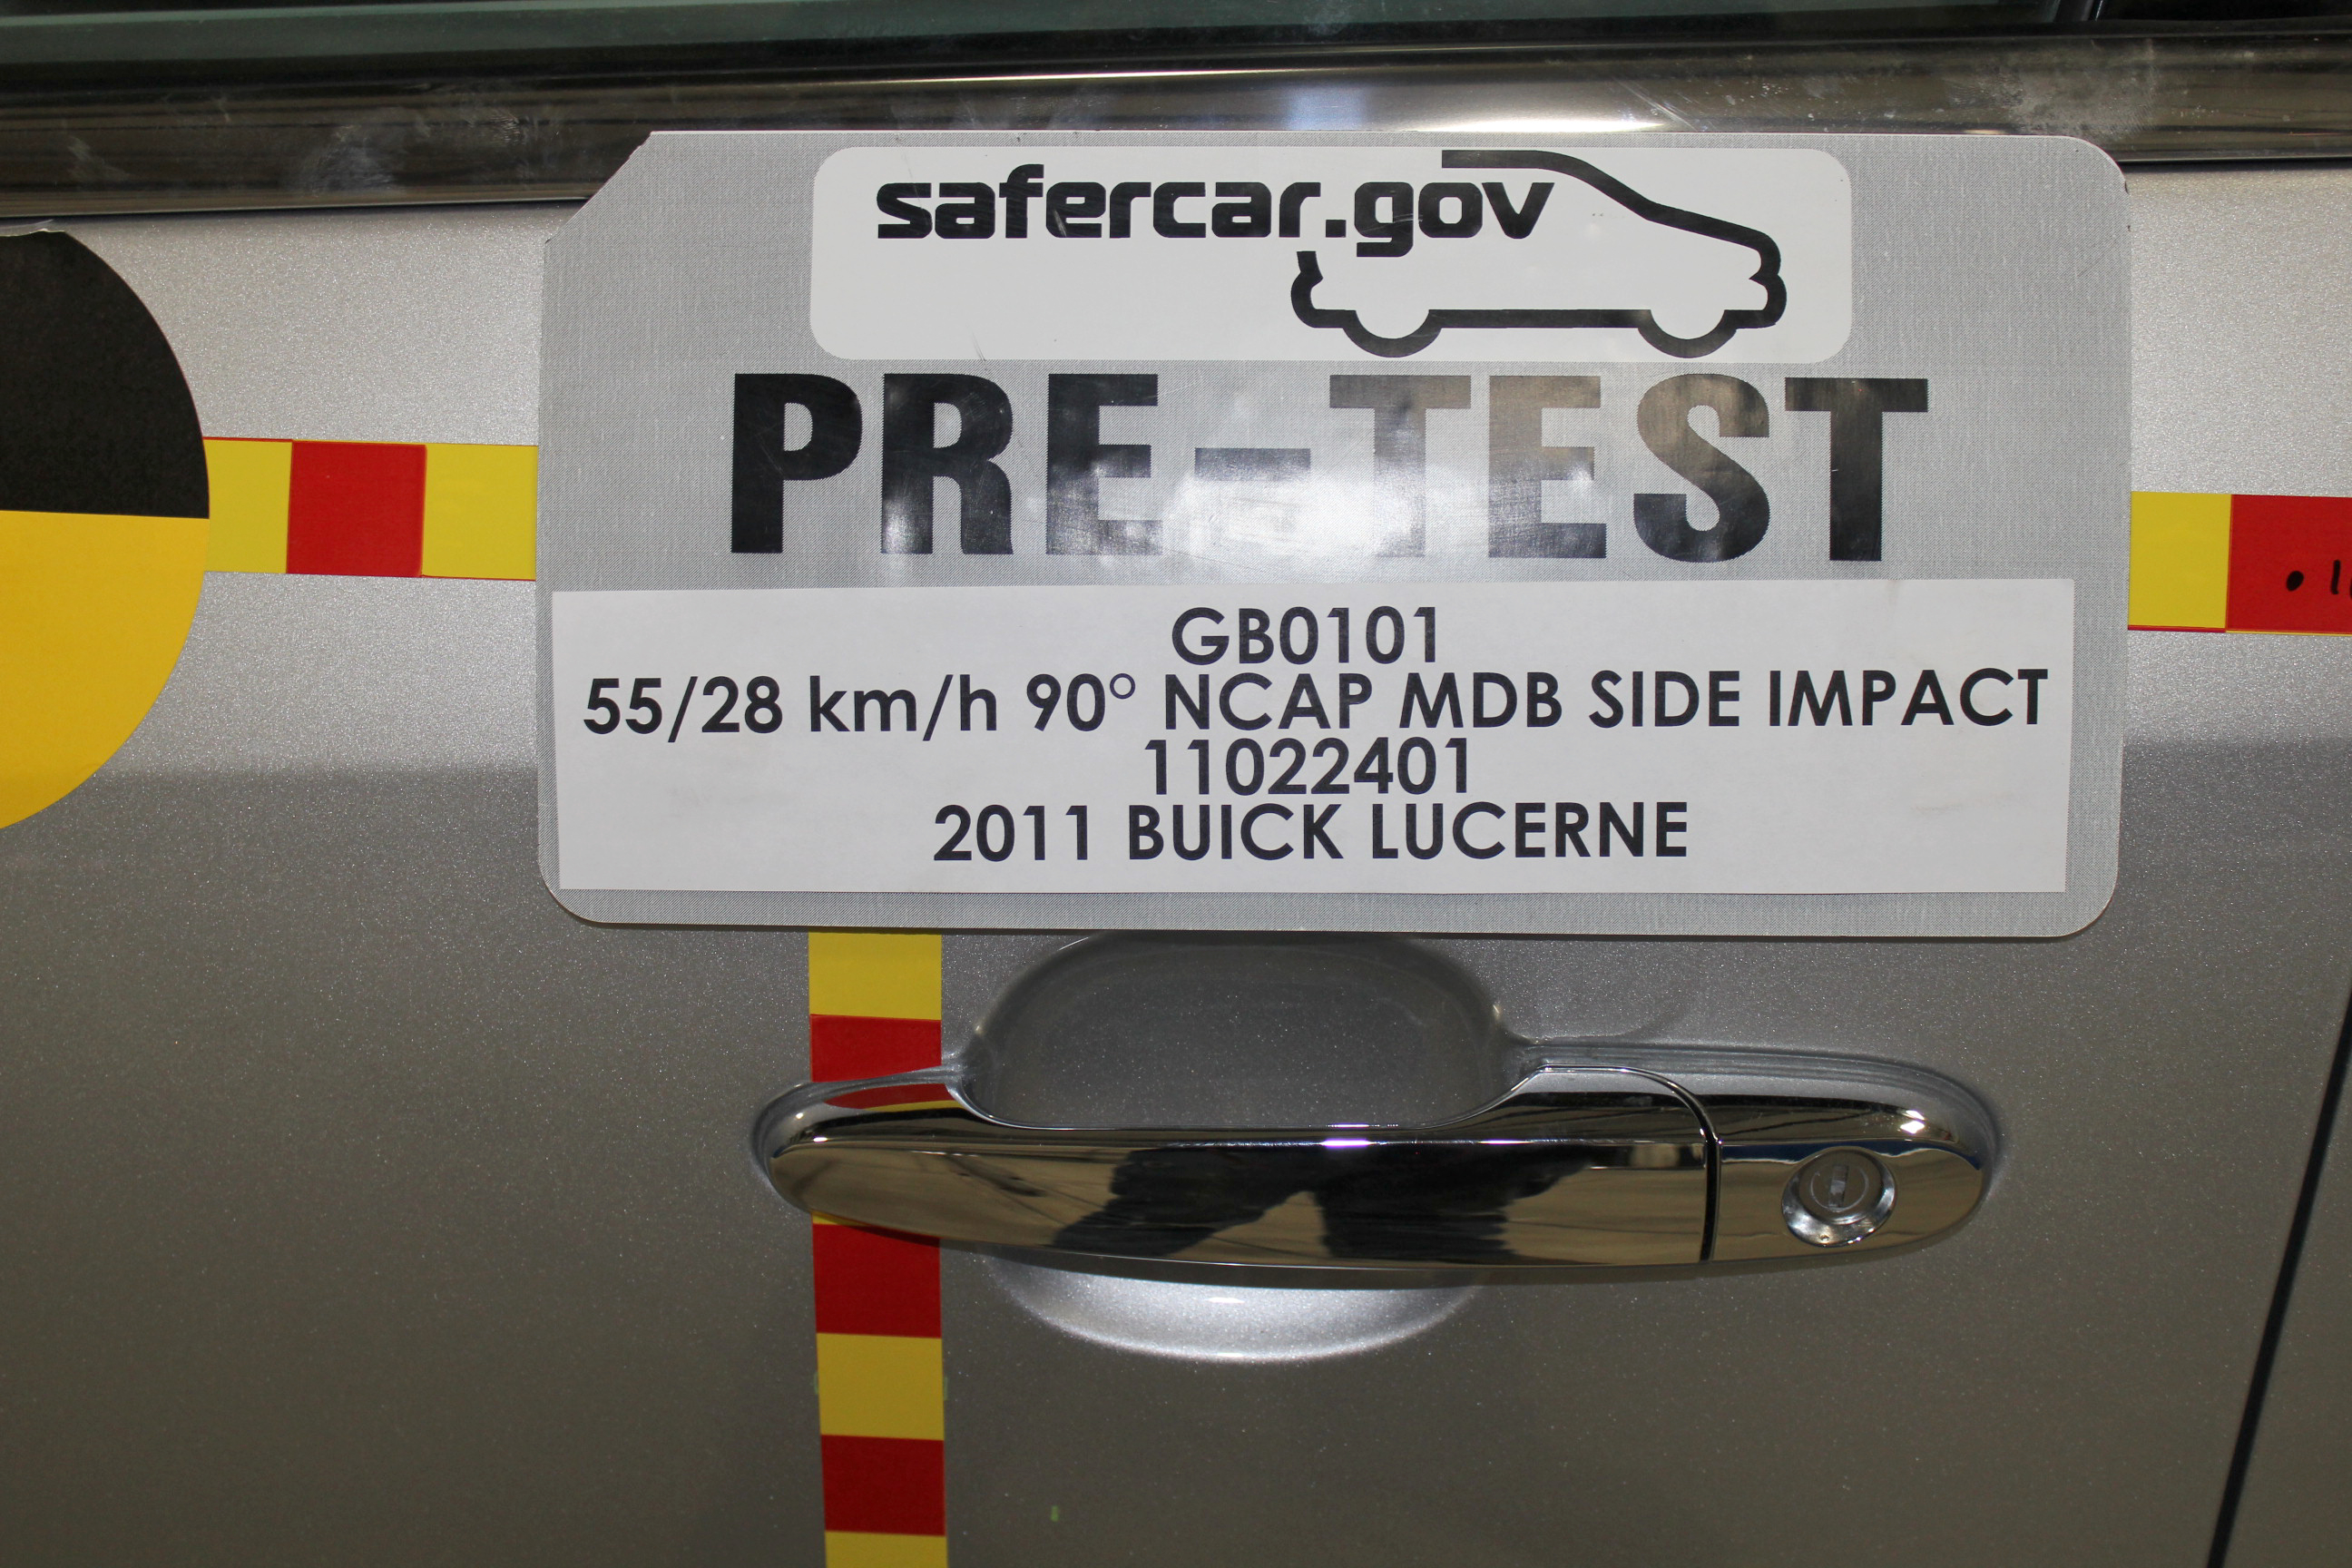 safercar.gov
PRE-TEST
GB0101
55/28 km/h 90° NCAP MDB SIDE IMPACT
11022401
2011 BUICK LUCERNE